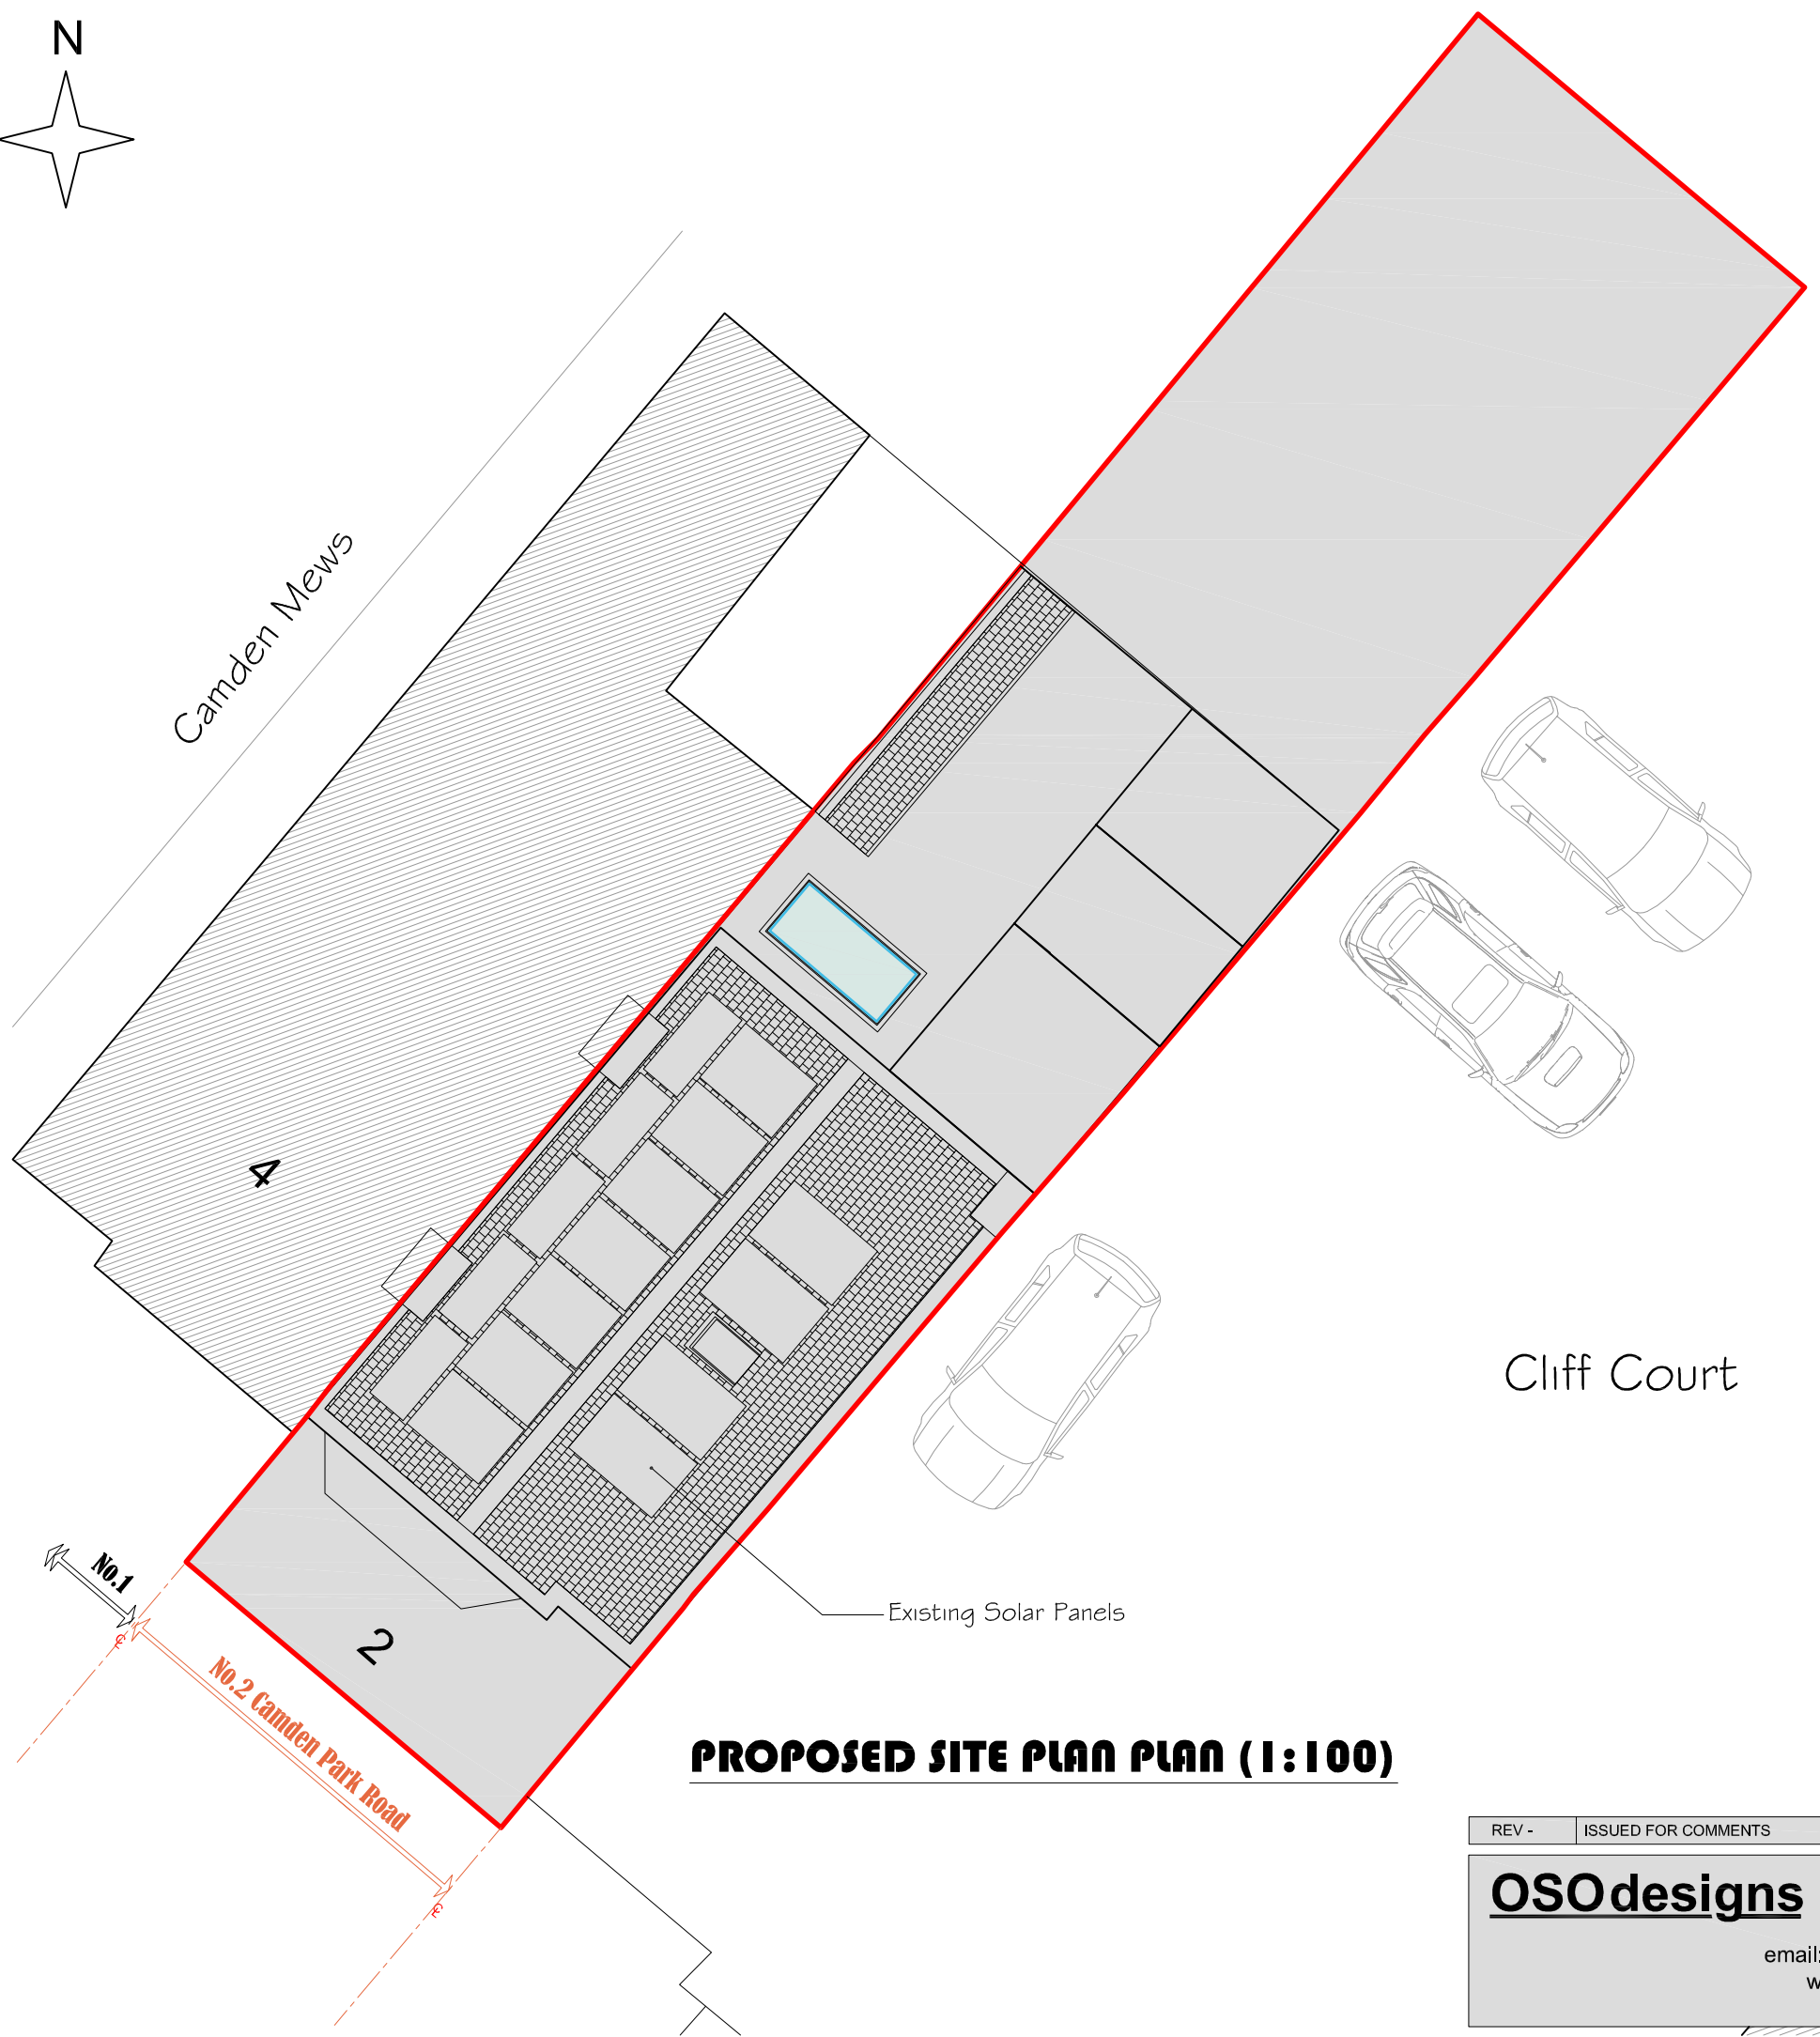 N
Camden Mews
4
Cliff Court
No.1
2
Existing Solar Panels
No.2 Camden Park Road
PROPOSED SITE PLAN PLAN (1:100)
REV - ISSUED FOR COMMENTS
OSOdesigns
email:
w